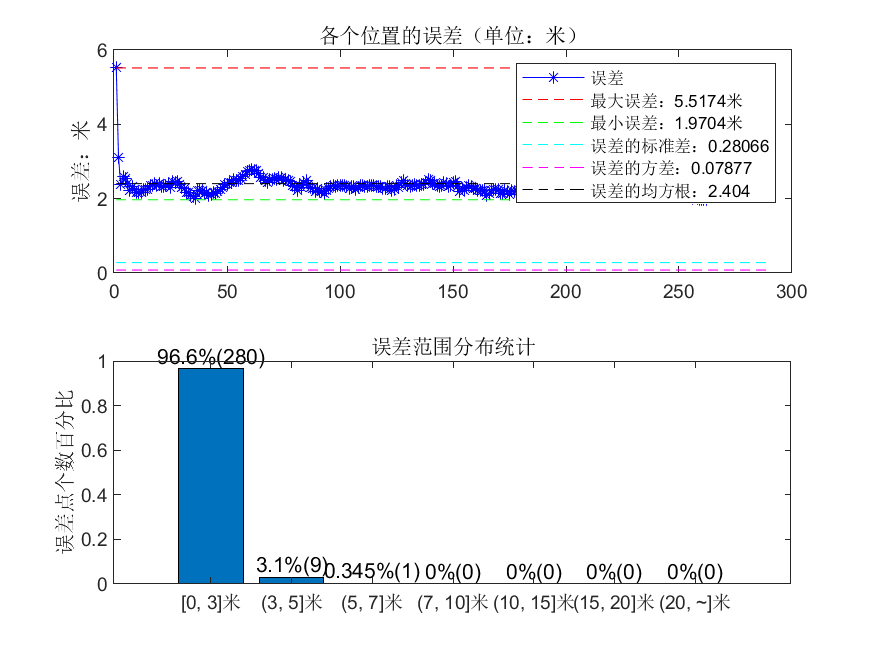 各个位置的误差（单位：米）
6
4
2
0
误差：米
误差
最大误差：5.5174米
最小误差：1.9704米
误差的标准差：0.28066
误差的方差：0.07877
误差的均方根：2.404
0 50 100 150 200 250 300
误差范围分布统计
1
0.8
0.6
0.4
0.2
0
误差点个数百分比
96.6%(280)
3.1%(9) 0.345%(1) 0%(0) 0%(0) 0%(0) 0%(0)
[0, 3]米 (3, 5]米 (5, 7]米 (7, 10]米 (10, 15]米 (15, 20]米 (20, ~]米